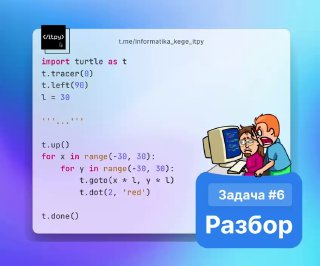 </itpy>
t.me/informatika_kege_itpy
import turtle as t
t.tracer(0)
t.left(90)
l = 30
'''...'''
t.up()
for x in range(-30, 30):
    for y in range(-30, 30):
        t.goto(x * l, y * l)
        t.dot(2, 'red')
t.done()
Задача #6
Разбор